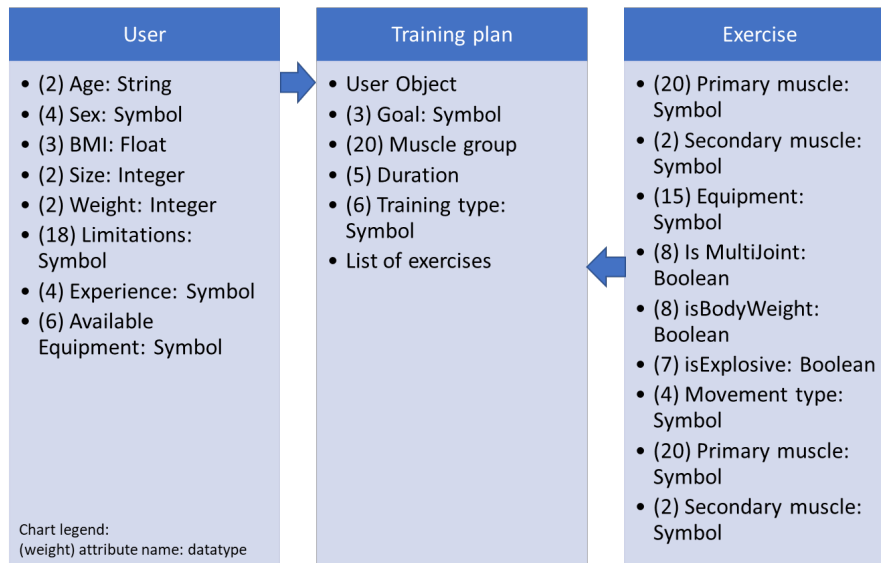 User
• (2) Age: String
• (4) Sex: Symbol
• (3) BMI: Float
• (2) Size: Integer
• (2) Weight: Integer
• (18) Limitations:
Symbol
• (4) Experience: Symbol
• (6) Available
Equipment: Symbol
Chart legend:
(weight) attribute name: datatype
Training plan
• User Object
• (3) Goal: Symbol
• (20) Muscle group
• (5) Duration
• (6) Training type:
Symbol
• List of exercises
Exercise
• (20) Primary muscle:
Symbol
• (2) Secondary muscle:
Symbol
• (15) Equipment:
Symbol
• (8) Is MultiJoint:
Boolean
• (8) isBodyWeight:
Boolean
• (7) isExplosive: Boolean
• (4) Movement type:
Symbol
• (20) Primary muscle:
Symbol
• (2) Secondary muscle:
Symbol